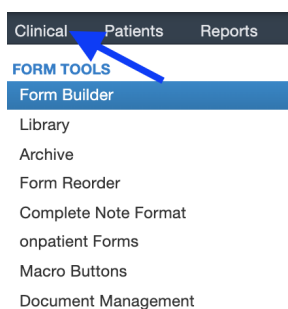 Clinical Patients Reports
FORM TOOLS
Form Builder
Library
Archive
Form Reorder
Complete Note Format
onpatient Forms
Macro Buttons
Document Management